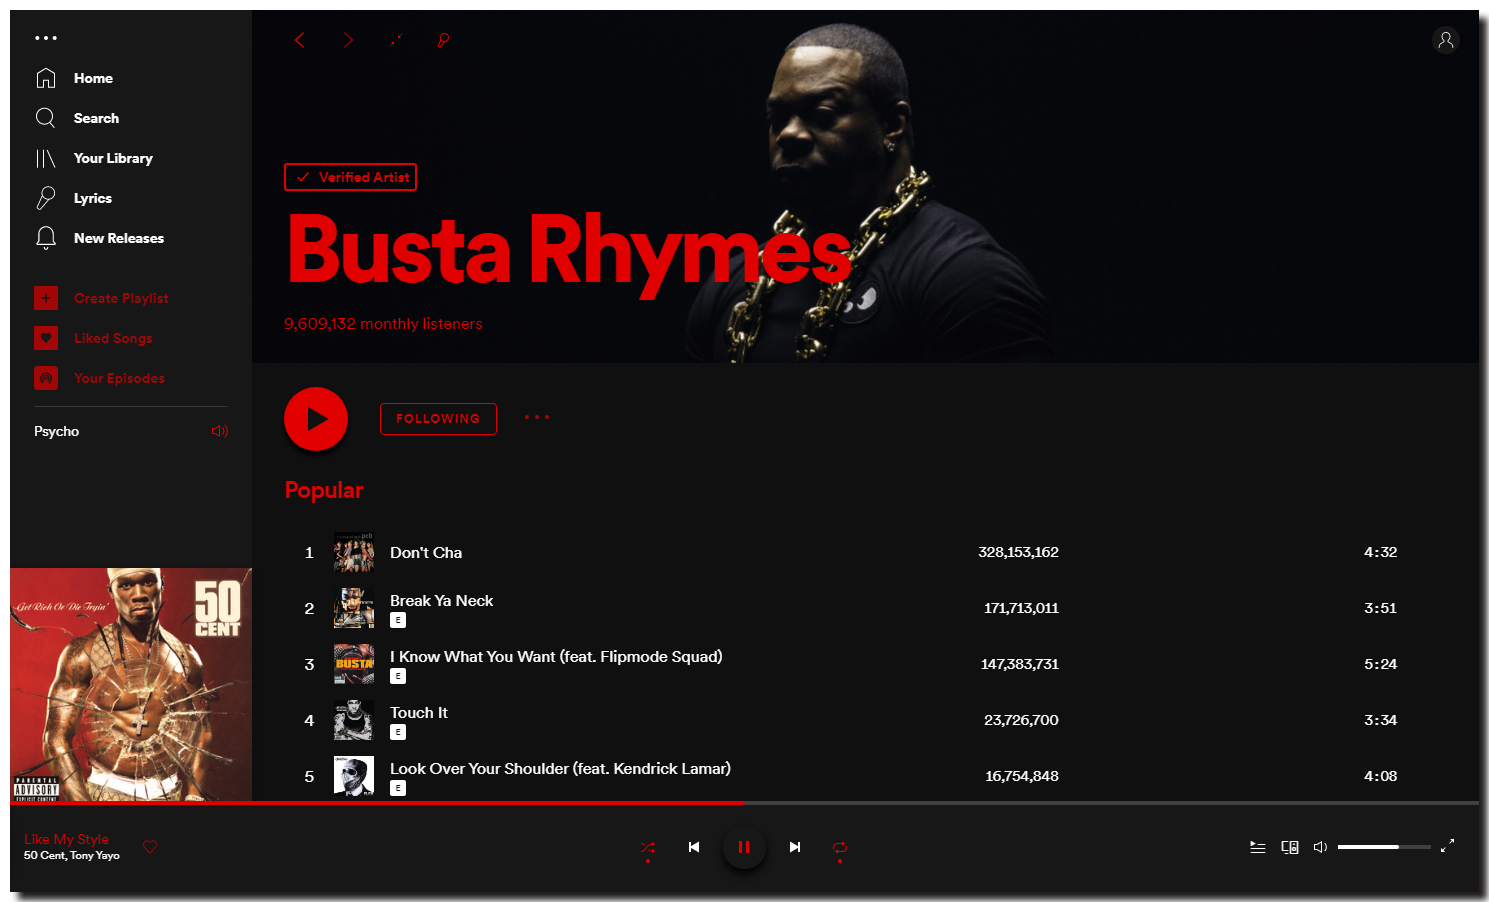 Home
Search
Your Library
Lyrics
New Releases
Create Playlist
Liked Songs
Your Episodes
Psycho
Get Rich Or Die Tryin'
50
CENT
PARENTAL
ADVISORY
EXPLICIT CONTENT
Verified Artist
Busta Rhymes
9,609,132 monthly listeners
FOLLOWING
Popular
1 Don't Cha 328,153,162 4:32
pcd
2 Break Ya Neck 171,713,011 3:51
E
3 I Know What You Want (feat. Flipmode Squad) 147,383,731 5:24
BUSTA
E
4 Touch It 23,726,700 3:34
E
5 Look Over Your Shoulder (feat. Kendrick Lamar) 16,754,848 4:08
E
Like My Style
50 Cent, Tony Yayo